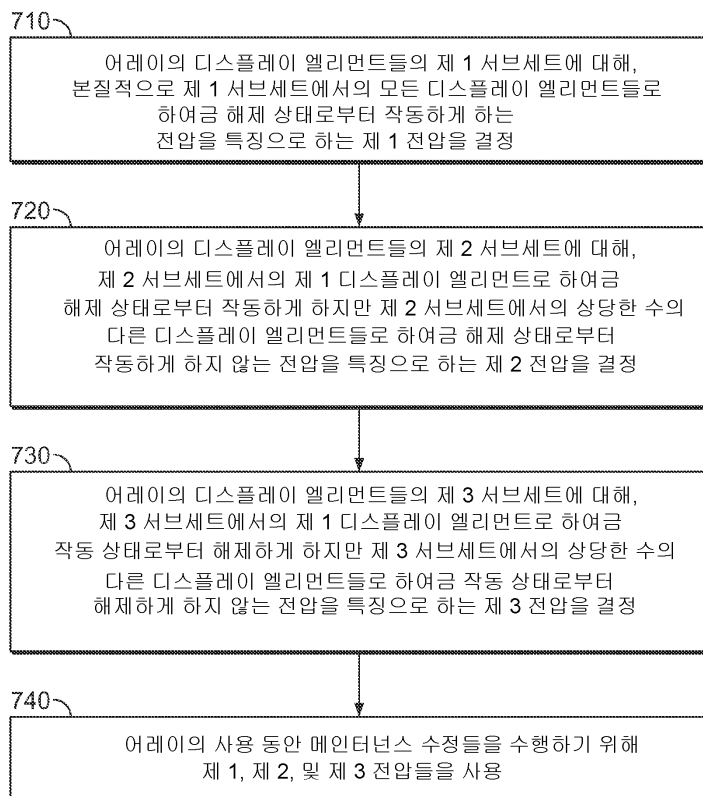 710
어레이의 디스플레이 엘리먼트들의 제 1 서브세트에 대해,
본질적으로 제 1 서브세트에서의 모든 디스플레이 엘리먼트들로
하여금 해제 상태로부터 작동하게 하는
전압을 특징으로 하는 제 1 전압을 결정
720
어레이의 디스플레이 엘리먼트들의 제 2 서브세트에 대해,
제 2 서브세트에서의 제 1 디스플레이 엘리먼트로 하여금
해제 상태로부터 작동하게 하지만 제 2 서브세트에서의 상당한 수의
다른 디스플레이 엘리먼트들로 하여금 해제 상태로부터
작동하게 하지 않는 전압을 특징으로 하는 제 2 전압을 결정
730
어레이의 디스플레이 엘리먼트들의 제 3 서브세트에 대해,
제 3 서브세트에서의 제 1 디스플레이 엘리먼트로 하여금
작동 상태로부터 해제하게 하지만 제 3 서브세트에서의 상당한 수의
다른 디스플레이 엘리먼트들로 하여금 작동 상태로부터
해제하게 하지 않는 전압을 특징으로 하는 제 3 전압을 결정
740
어레이의 사용 동안 메인터넌스 수정들을 수행하기 위해
제 1, 제 2, 및 제 3 전압들을 사용